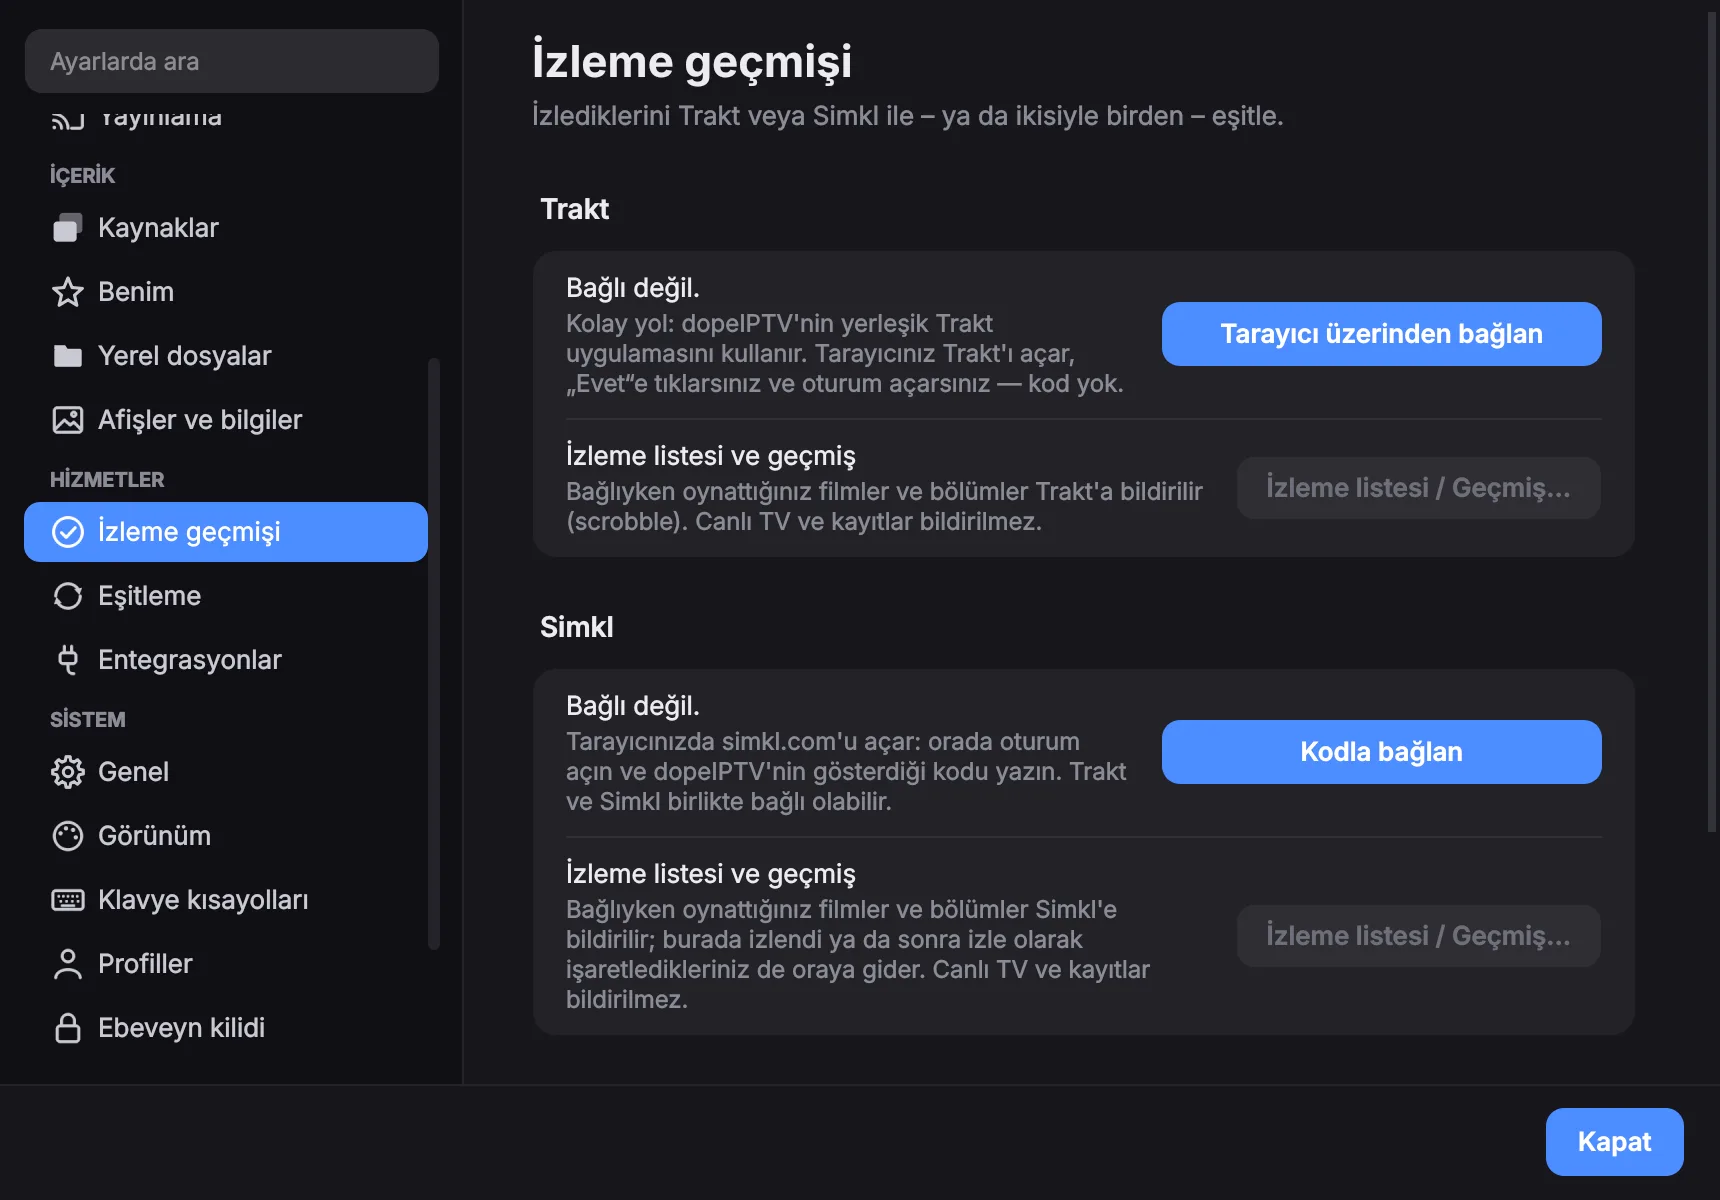 Ayarlarda ara
Yayınlama
İÇERİK
Kaynaklar
Benim
Yerel dosyalar
Afişler ve bilgiler
HİZMETLER
İzleme geçmişi
Eşitleme
Entegrasyonlar
SİSTEM
Genel
Görünüm
Klavye kısayolları
Profiller
Ebeveyn kilidi
İzleme geçmişi
İzlediklerini Trakt veya Simkl ile – ya da ikisiyle birden – eşitle.
Trakt
Bağlı değil.
Kolay yol: dopeIPTV'nin yerleşik Trakt
uygulamasını kullanır. Tarayıcınız Trakt'ı açar,
„Evet“e tıklarsınız ve oturum açarsınız — kod yok.
Tarayıcı üzerinden bağlan
İzleme listesi ve geçmiş
Bağlıyken oynattığınız filmler ve bölümler Trakt'a bildirilir
(scrobble). Canlı TV ve kayıtlar bildirilmez.
İzleme listesi / Geçmiş...
Simkl
Bağlı değil.
Tarayıcınızda simkl.com'u açar: orada oturum
açın ve dopeIPTV'nin gösterdiği kodu yazın. Trakt
ve Simkl birlikte bağlı olabilir.
Kodla bağlan
İzleme listesi ve geçmiş
Bağlıyken oynattığınız filmler ve bölümler Simkl'e
bildirilir; burada izlendi ya da sonra izle olarak
işaretledikleriniz de oraya gider. Canlı TV ve kayıtlar
bildirilmez.
İzleme listesi / Geçmiş...
Kapat